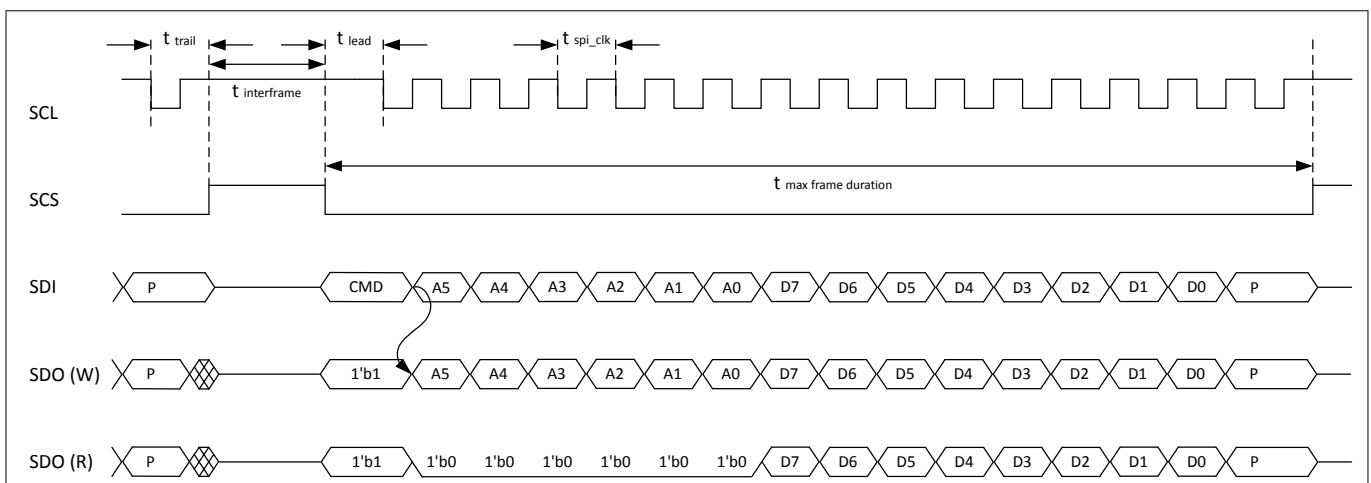 t trail t lead t spi_clk
t interframe
SCL
t max frame duration
SCS
SDI P CMD A5 A4 A3 A2 A1 A0 D7 D6 D5 D4 D3 D2 D1 D0 P
SDO (W) P 1'b1 A5 A4 A3 A2 A1 A0 D7 D6 D5 D4 D3 D2 D1 D0 P
SDO (R) P 1'b1 1'b0 1'b0 1'b0 1'b0 1'b0 1'b0 D7 D6 D5 D4 D3 D2 D1 D0 P